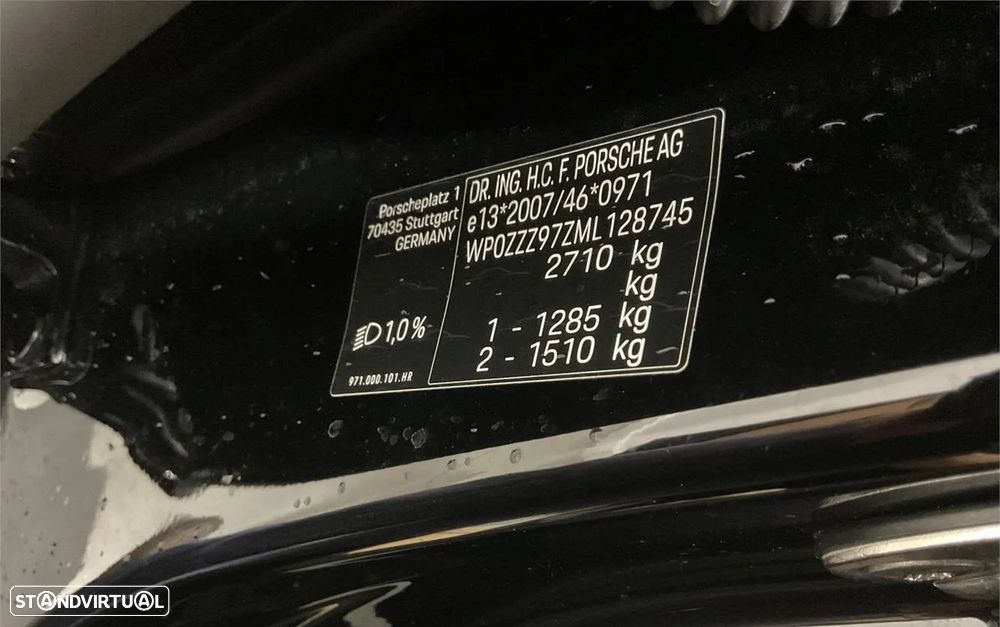 Porscheplatz 1
70435 Stuttgart
GERMANY
1,0%
971.000.101.HR
DR. ING. H.C. F. PORSCHE AG
e13*2007/46*0971
WP0ZZZ97ZML128745
2710 kg
kg
1 - 1285 kg
2 - 1510 kg
STANDVIRTUAL